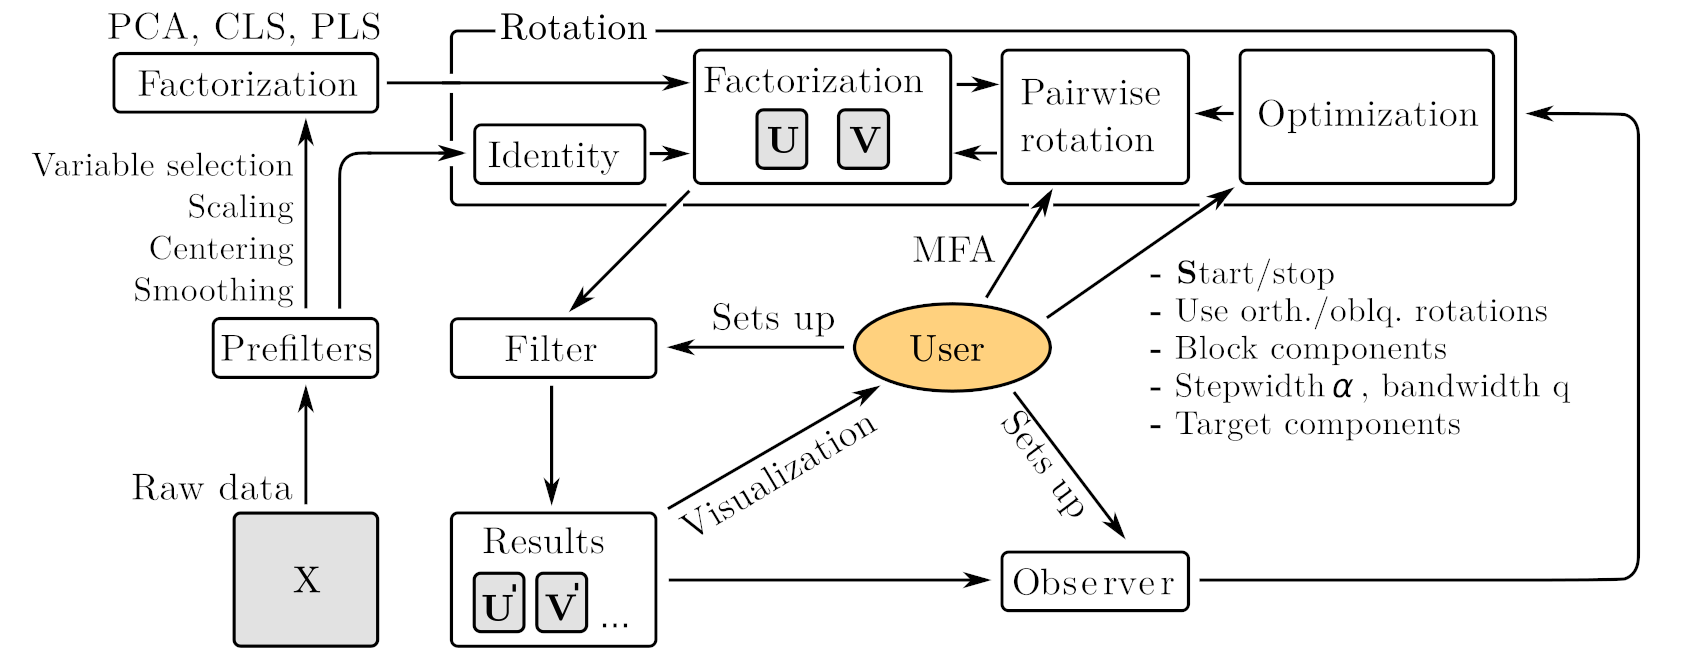 PCA, CLS, PLS
Factorization
Rotation
Factorization
U V
Pairwise
rotation
Optimization
Identity
Variable selection
Scaling
Centering
Smoothing
MFA
- Start/stop
- Use orth./oblq. rotations
- Block components
- Stepwidth α , bandwidth q
- Target components
Prefilters
Filter
Sets up
User
Raw data
Visualization
Sets up
X
Results
U' V' ...
Observer